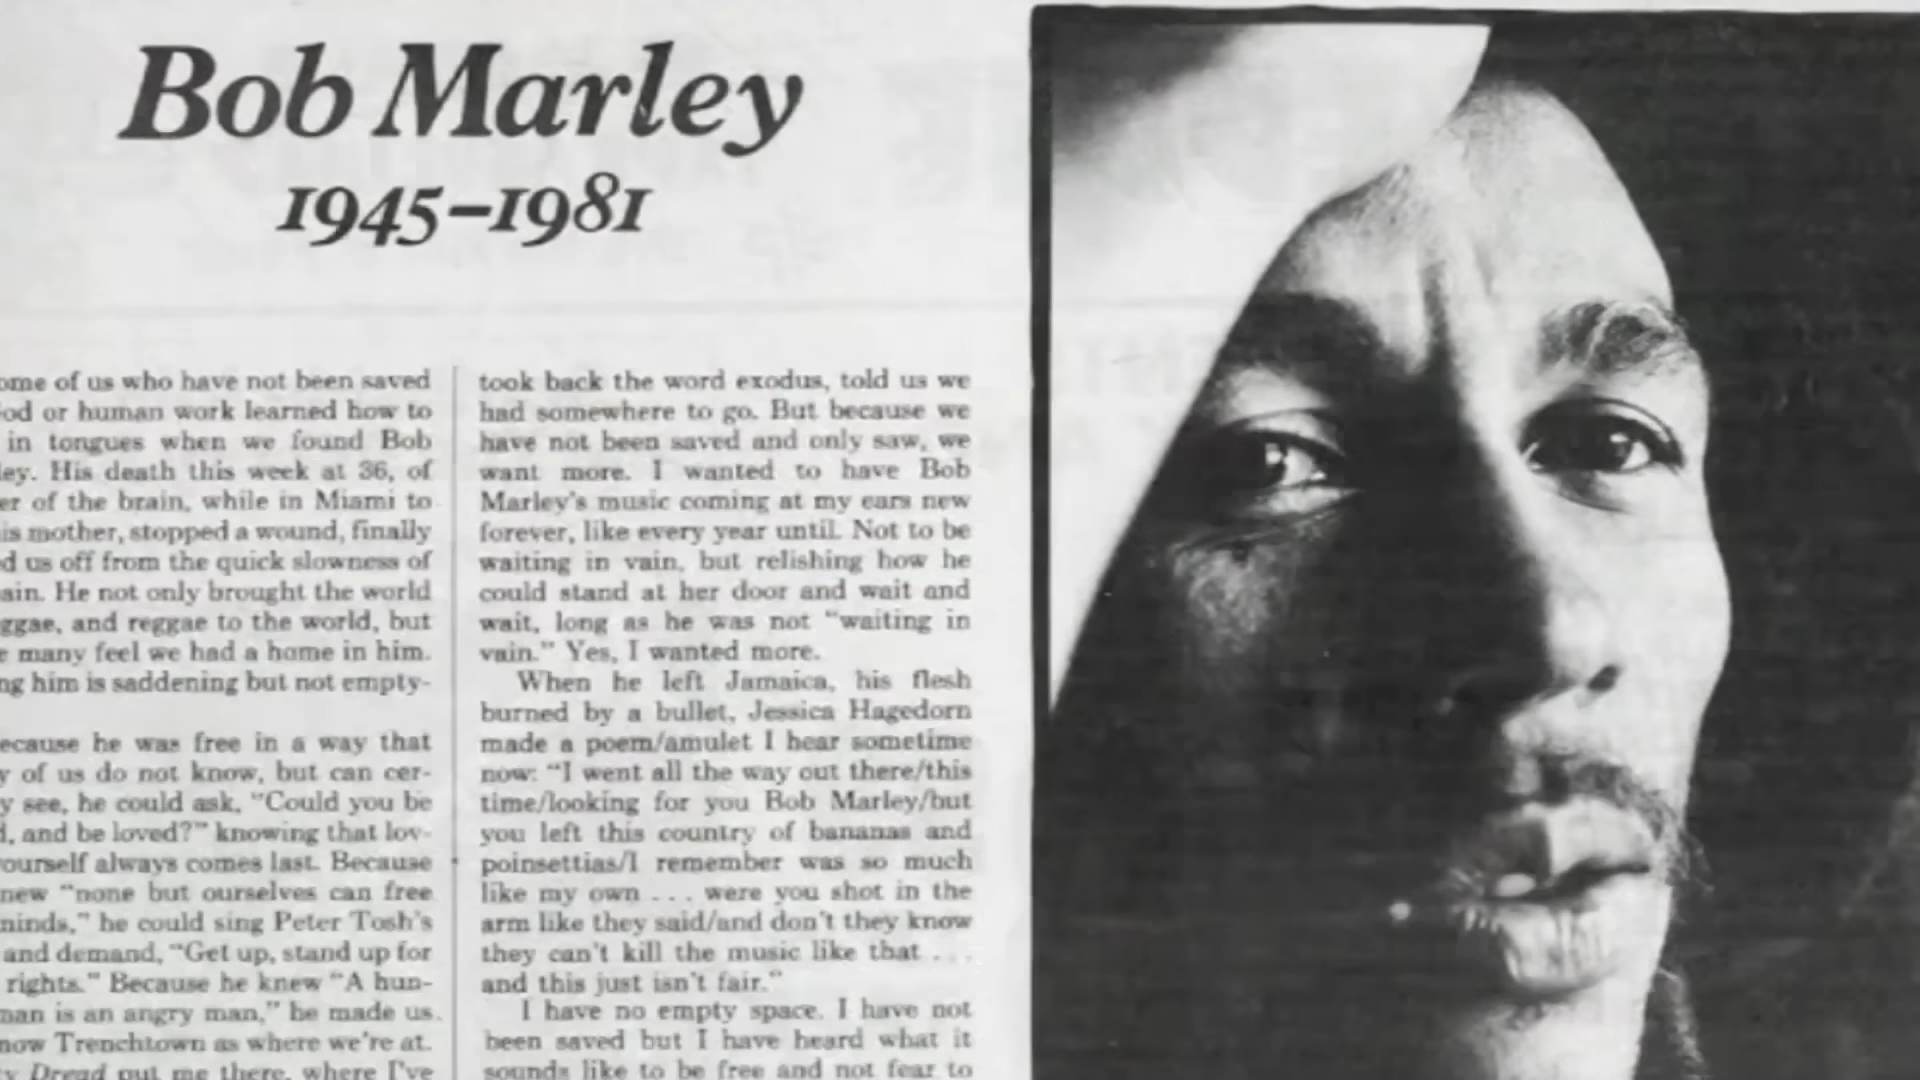 Bob Marley
1945–1981
ome of us who have not been saved
od or human work learned how to
in tongues when we found Bob
ley. His death this week at 36, of
er of the brain, while in Miami to
is mother, stopped a wound, finally
d us off from the quick slowness of
ain. He not only brought the world
ggae, and reggae to the world, but
e many feel we had a home in him.
ng him is saddening but not empty-
ecause he was free in a way that
y of us do not know, but can cer-
y see, he could ask, "Could you be
d, and be loved?" knowing that lov-
ourself always comes last. Because
new "none but ourselves can free
minds," he could sing Peter Tosh's
and demand, "Get up, stand up for
rights." Because he knew "A hun-
man is an angry man," he made us
now Trenchtown as where we're at.
ty Dread put me there, where I've
took back the word exodus, told us we
had somewhere to go. But because we
have not been saved and only saw, we
want more. I wanted to have Bob
Marley's music coming at my ears new
forever, like every year until. Not to be
waiting in vain, but relishing how he
could stand at her door and wait and
wait, long as he was not "waiting in
vain." Yes, I wanted more.
When he left Jamaica, his flesh
burned by a bullet, Jessica Hagedorn
made a poem/amulet I hear sometime
now: "I went all the way out there/this
time/looking for you Bob Marley/but
you left this country of bananas and
poinsettias/I remember was so much
like my own . . . were you shot in the
arm like they said/and don't they know
they can't kill the music like that . . .
and this just isn't fair."
I have no empty space. I have not
been saved but I have heard what it
sounds like to be free and not fear to